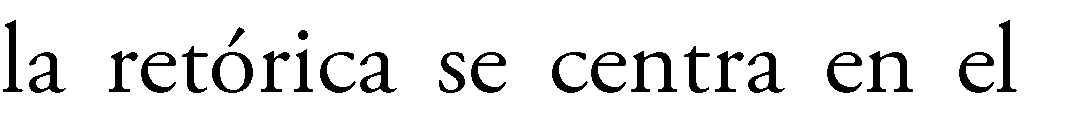 la retórica se centra en el